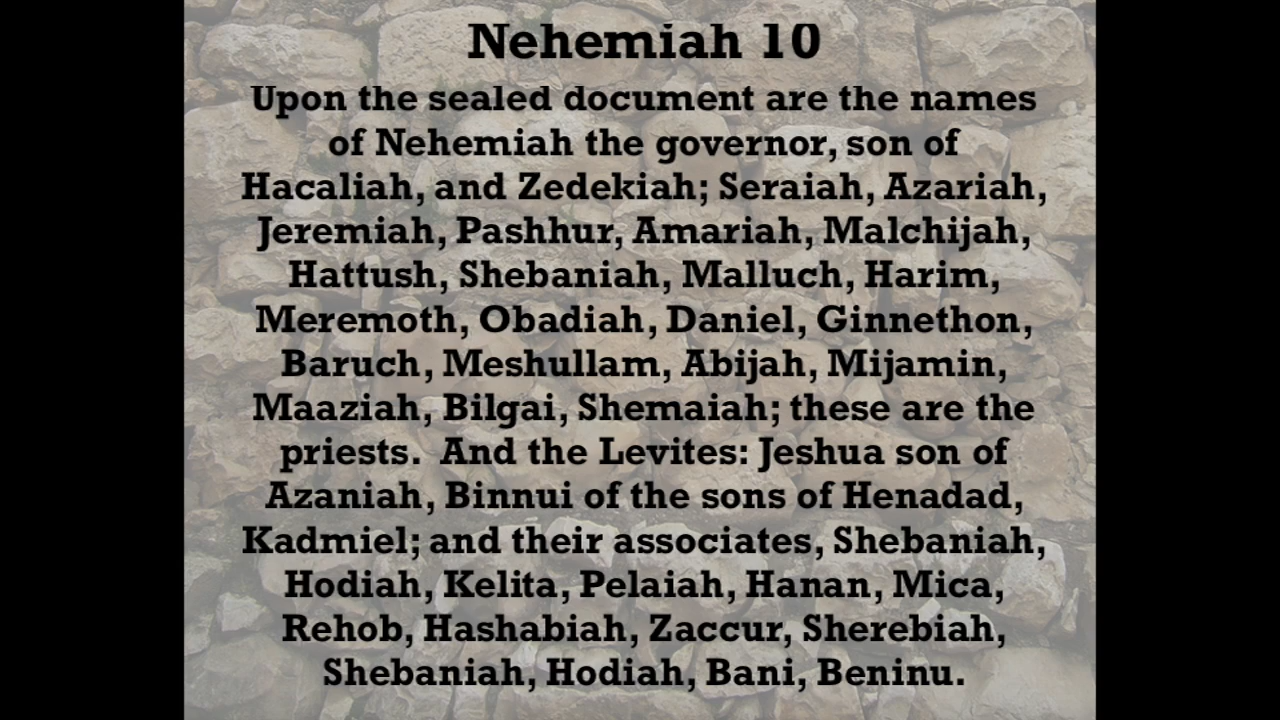 Nehemiah 10
Upon the sealed document are the names
of Nehemiah the governor, son of
Hacaliah, and Zedekiah; Seraiah, Azariah,
Jeremiah, Pashhur, Amariah, Malchijah,
Hattush, Shebaniah, Malluch, Harim,
Meremoth, Obadiah, Daniel, Ginnethon,
Baruch, Meshullam, Abijah, Mijamin,
Maaziah, Bilgai, Shemaiah; these are the
priests.  And the Levites: Jeshua son of
Azaniah, Binnui of the sons of Henadad,
Kadmiel; and their associates, Shebaniah,
Hodiah, Kelita, Pelaiah, Hanan, Mica,
Rehob, Hashabiah, Zaccur, Sherebiah,
Shebaniah, Hodiah, Bani, Beninu.